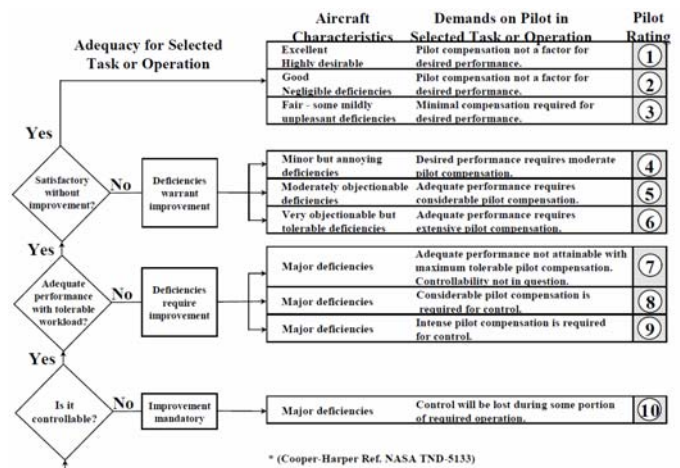 Adequacy for Selected
Task or Operation
Aircraft
Characteristics
Demands on Pilot in
Selected Task or Operation
Pilot
Rating
Excellent
Highly desirable
Pilot compensation not a factor for
desired performance.
1
Good
Negligible deficiencies
Pilot compensation not a factor for
desired performance.
2
Fair - some mildly
unpleasant deficiencies
Minimal compensation required for
desired performance.
3
Yes
Satisfactory
without
improvement?
No
Deficiencies
warrant
improvement
Minor but annoying
deficiencies
Desired performance requires moderate
pilot compensation.
4
Moderately objectionable
deficiencies
Adequate performance requires
considerable pilot compensation.
5
Very objectionable but
tolerable deficiencies
Adequate performance requires
extensive pilot compensation.
6
Yes
Adequate
performance
with tolerable
workload?
No
Deficiencies
require
improvement
Major deficiencies
Adequate performance not attainable with
maximum tolerable pilot compensation.
Controllability not in question.
7
Major deficiencies
Considerable pilot compensation is
required for control.
8
Major deficiencies
Intense pilot compensation is required
for control.
9
Yes
Is it
controllable?
No
Improvement
mandatory
Major deficiencies
Control will be lost during some portion
of required operation.
10
* (Cooper-Harper Ref. NASA TND-5133)